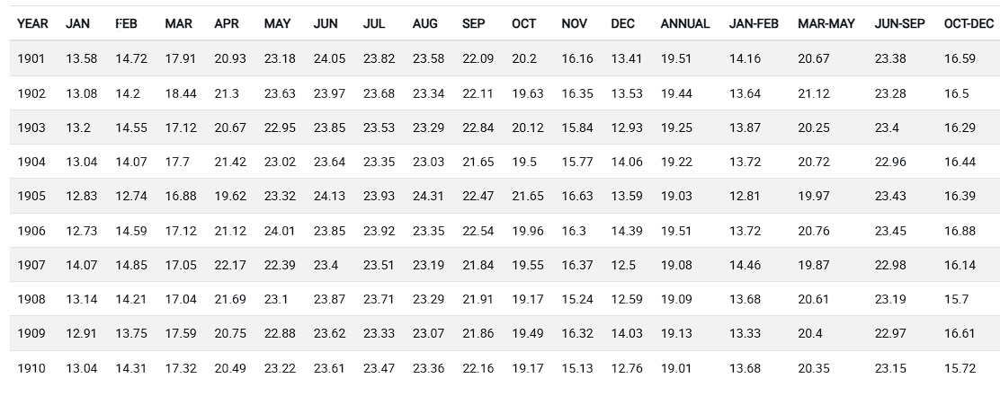 YEAR JAN FEB MAR APR MAY JUN JUL AUG SEP OCT NOV DEC ANNUAL JAN-FEB MAR-MAY JUN-SEP OCT-DEC
1901 13.58 14.72 17.91 20.93 23.18 24.05 23.82 23.58 22.09 20.2 16.16 13.41 19.51 14.16 20.67 23.38 16.59
1902 13.08 14.2 18.44 21.3 23.63 23.97 23.68 23.34 22.11 19.63 16.35 13.53 19.44 13.64 21.12 23.28 16.5
1903 13.2 14.55 17.12 20.67 22.95 23.85 23.53 23.29 22.84 20.12 15.84 12.93 19.25 13.87 20.25 23.4 16.29
1904 13.04 14.07 17.7 21.42 23.02 23.64 23.35 23.03 21.65 19.5 15.77 14.06 19.22 13.72 20.72 22.96 16.44
1905 12.83 12.74 16.88 19.62 23.32 24.13 23.93 24.31 22.47 21.65 16.63 13.59 19.03 12.81 19.97 23.43 16.39
1906 12.73 14.59 17.12 21.12 24.01 23.85 23.92 23.35 22.54 19.96 16.3 14.39 19.51 13.72 20.76 23.45 16.88
1907 14.07 14.85 17.05 22.17 22.39 23.4 23.51 23.19 21.84 19.55 16.37 12.5 19.08 14.46 19.87 22.98 16.14
1908 13.14 14.21 17.04 21.69 23.1 23.87 23.71 23.29 21.91 19.17 15.24 12.59 19.09 13.68 20.61 23.19 15.7
1909 12.91 13.75 17.59 20.75 22.88 23.62 23.33 23.07 21.86 19.49 16.32 14.03 19.13 13.33 20.4 22.97 16.61
1910 13.04 14.31 17.32 20.49 23.22 23.61 23.47 23.36 22.16 19.17 15.13 12.76 19.01 13.68 20.35 23.15 15.72